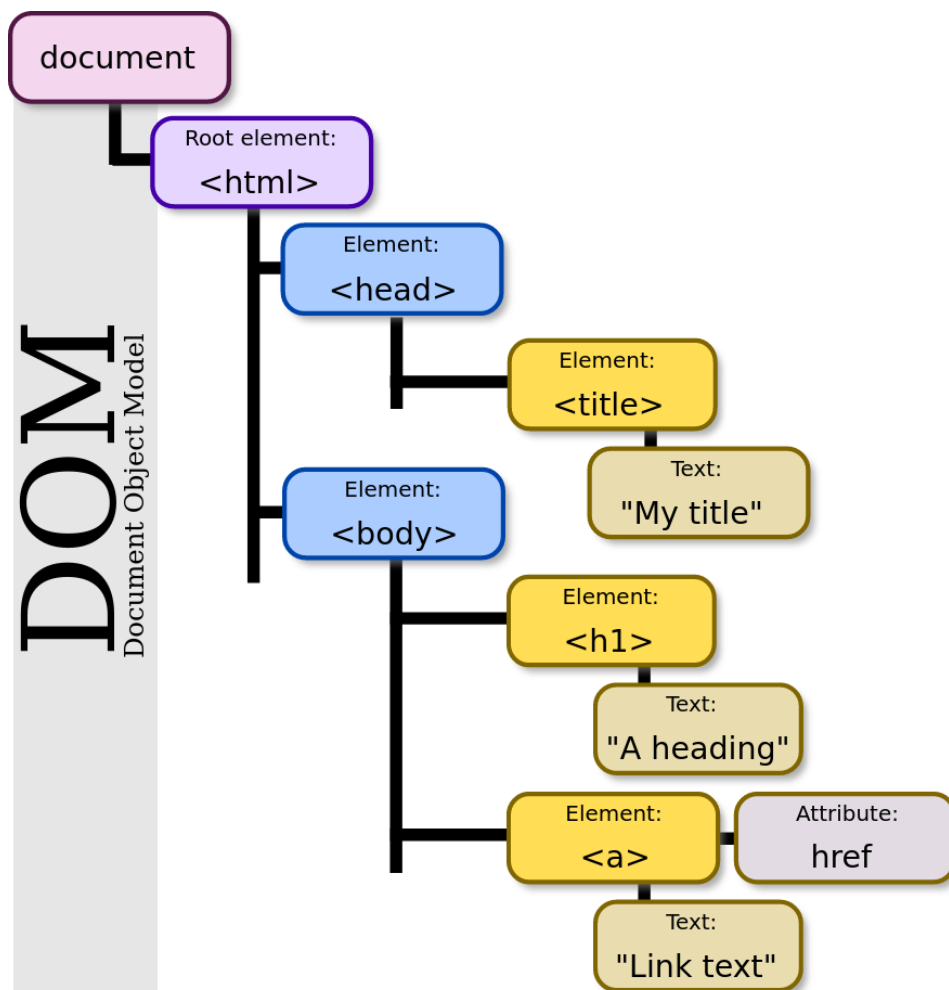 document
Root element:
<html>
Element:
<head>
Element:
<title>
Text:
"My title"
Element:
<body>
Element:
<h1>
Text:
"A heading"
Element:
<a>
Attribute:
href
Text:
"Link text"
DOM
Document Object Model